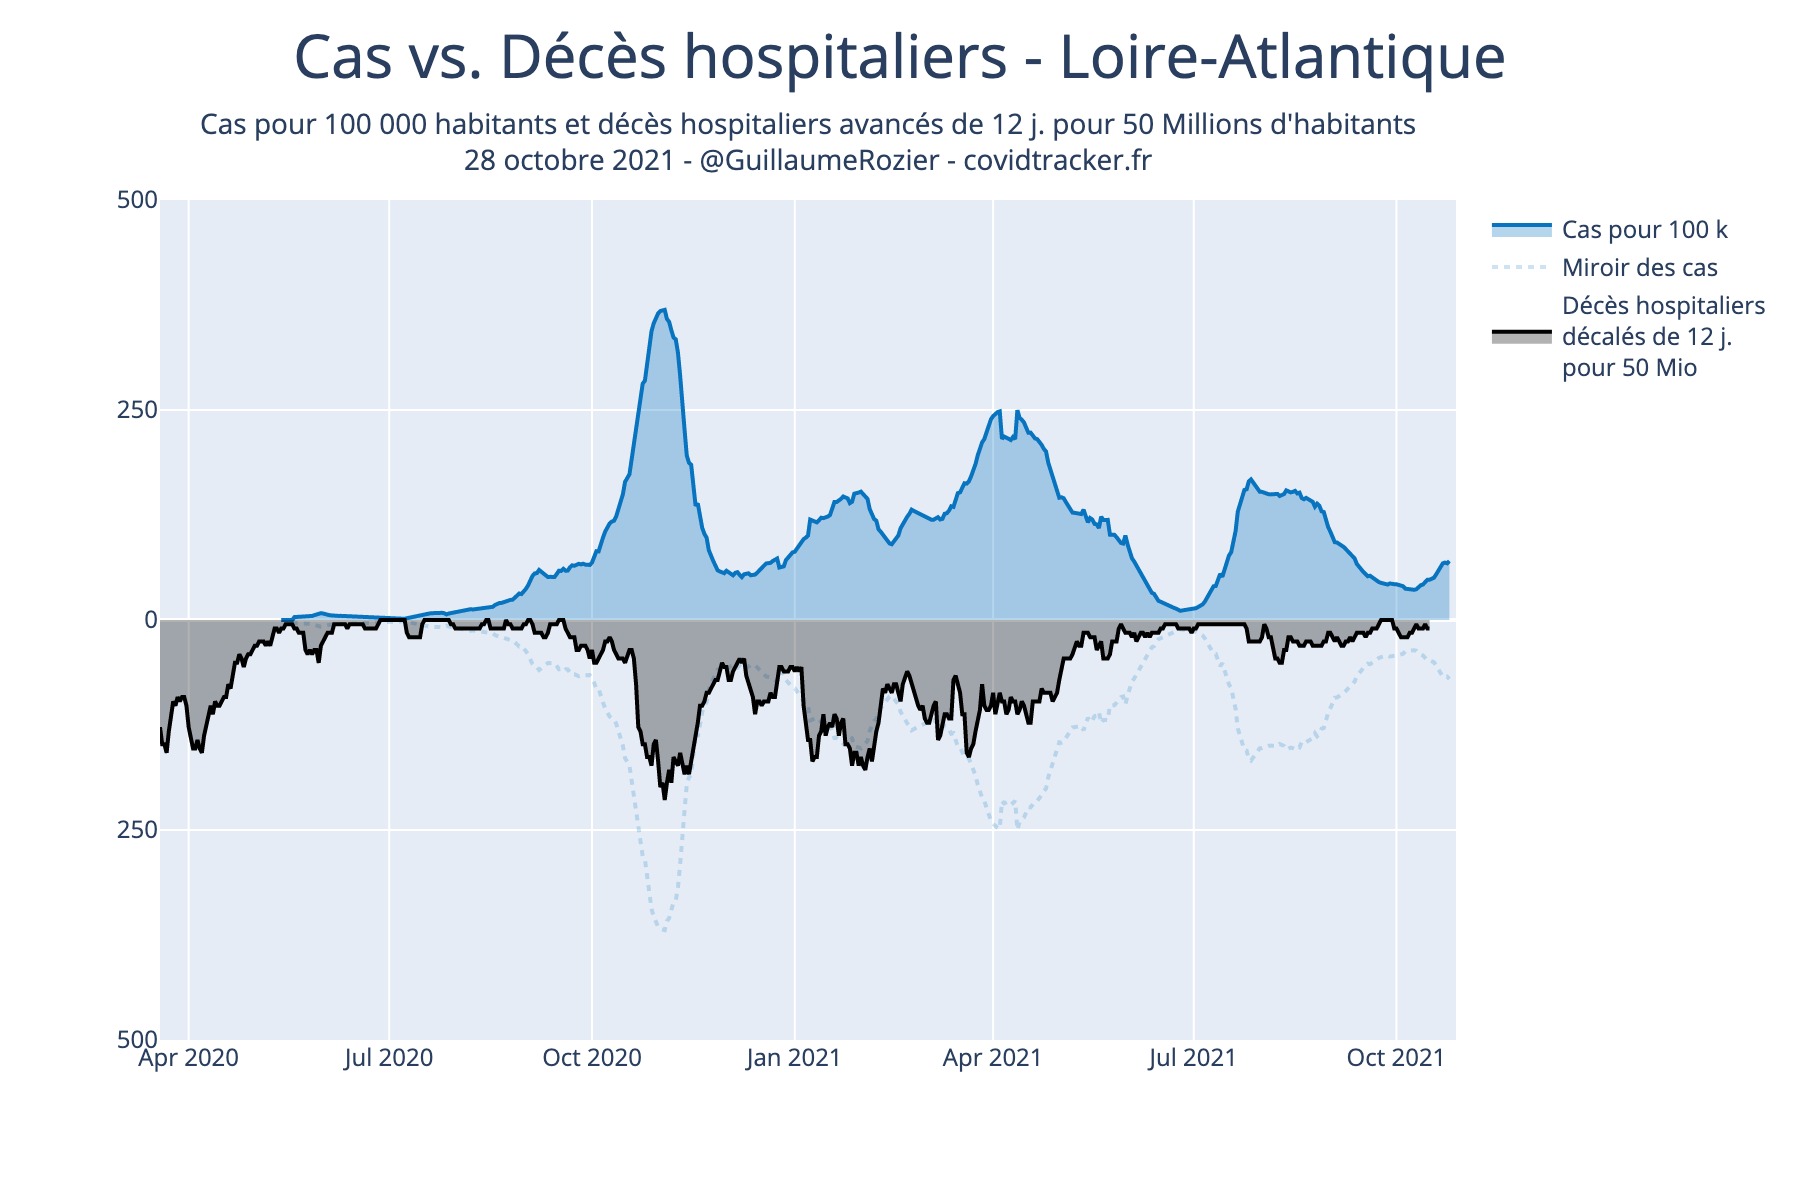 Cas vs. Décès hospitaliers - Loire-Atlantique
Cas pour 100 000 habitants et décès hospitaliers avancés de 12 j. pour 50 Millions d'habitants
28 octobre 2021 - @GuillaumeRozier - covidtracker.fr
500
250
0
250
500
Apr 2020
Jul 2020
Oct 2020
Jan 2021
Apr 2021
Jul 2021
Oct 2021
Cas pour 100 k
Miroir des cas
Décès hospitaliers
décalés de 12 j.
pour 50 Mio